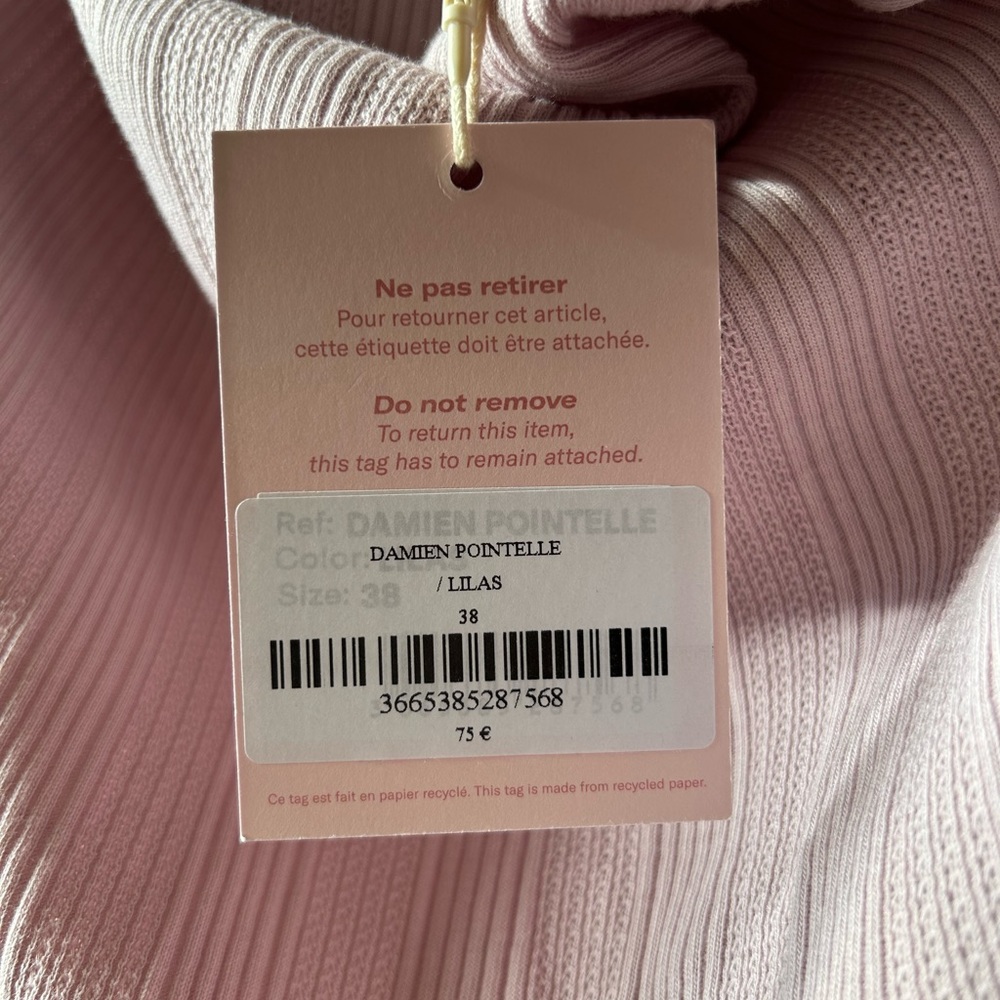 Ne pas retirer
Pour retourner cet article,
cette étiquette doit être attachée.
Do not remove
To return this item,
this tag has to remain attached.
Ref: DAMIEN POINTELLE
DAMIEN POINTELLE
Color: LILAS
/ LILAS
Size: 38
38
3665385287568
75 €
Ce tag est fait en papier recyclé. This tag is made from recycled paper.